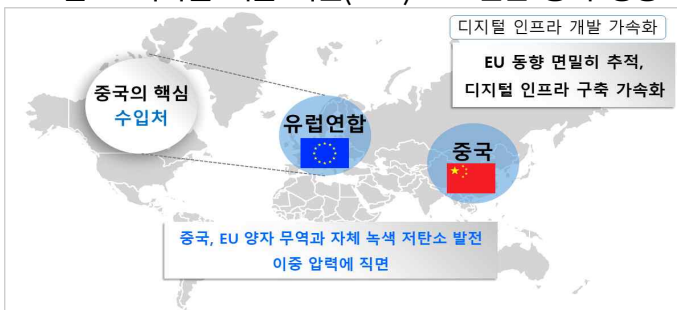 디지털 인프라 개발 가속화
EU 동향 면밀히 추적,
디지털 인프라 구축 가속화
중국의 핵심
수입처
유럽연합
중국
중국, EU 양자 무역과 자체 녹색 저탄소 발전
이중 압력에 직면